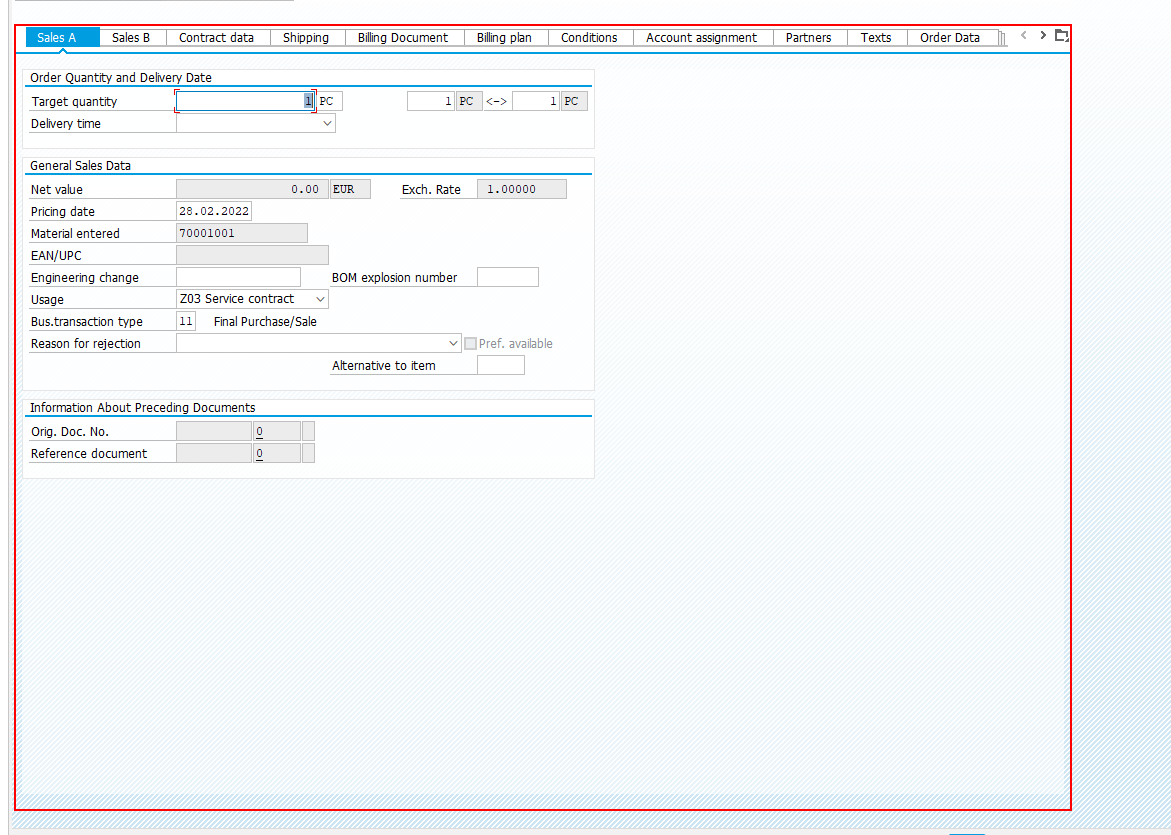 Sales A Sales B Contract data Shipping Billing Document Billing plan Conditions Account assignment Partners Texts Order Data
Order Quantity and Delivery Date
Target quantity 1 PC 1 PC <-> 1 PC
Delivery time
General Sales Data
Net value 0.00 EUR Exch. Rate 1.00000
Pricing date 28.02.2022
Material entered 70001001
EAN/UPC
Engineering change BOM explosion number
Usage Z03 Service contract
Bus.transaction type 11 Final Purchase/Sale
Reason for rejection Pref. available
Alternative to item
Information About Preceding Documents
Orig. Doc. No. 0
Reference document 0